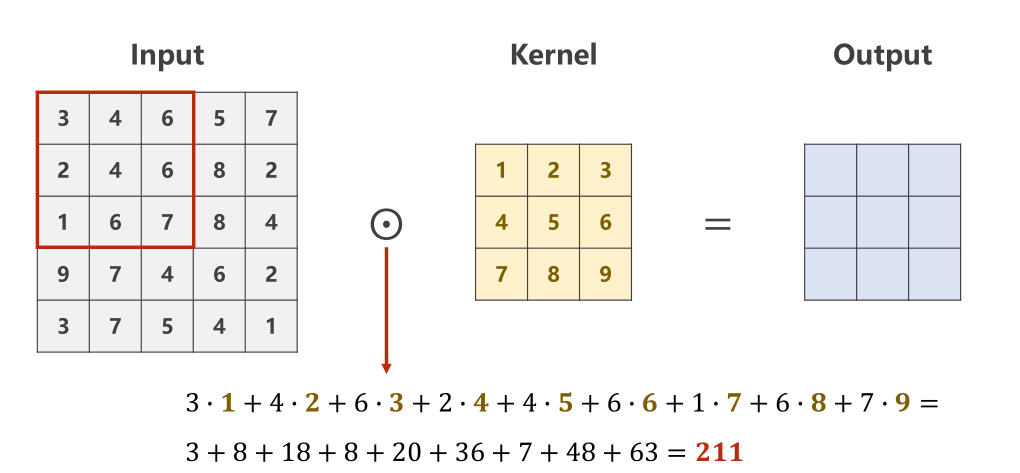 Input Kernel Output
3 4 6 5 7
2 4 6 8 2
1 6 7 8 4
9 7 4 6 2
3 7 5 4 1
⊙
1 2 3
4 5 6
7 8 9
=
3 · 1 + 4 · 2 + 6 · 3 + 2 · 4 + 4 · 5 + 6 · 6 + 1 · 7 + 6 · 8 + 7 · 9 =
3 + 8 + 18 + 8 + 20 + 36 + 7 + 48 + 63 = 211